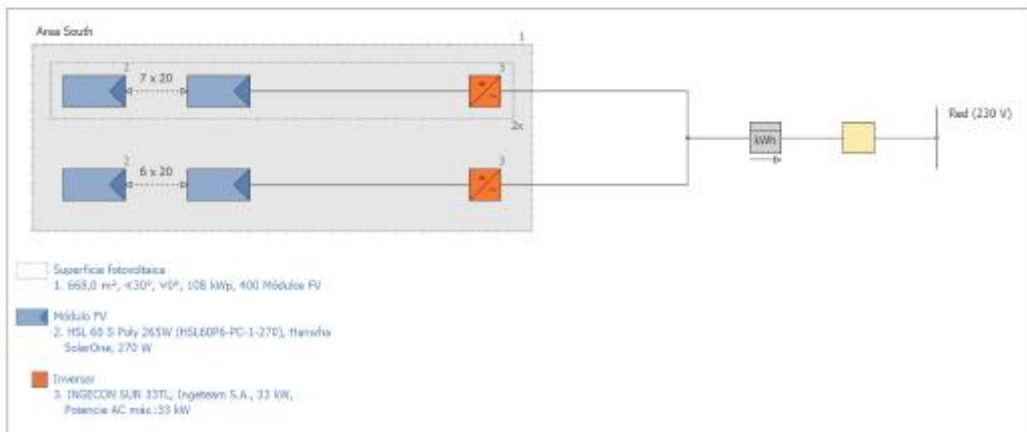 Area South
1
2
7 x 20
3
2x
2
6 x 20
3
kWh
Red (230 V)
Superficie fotovoltaica
1. 668,0 m², <30°, V0°, 108 kWp, 400 Módulos FV
Módulo FV
2. HSL 60 S Poly 265W (HSL60P6-PC-1-270), Hanwha
SolarOne, 270 W
Inversor
3. INGECON SUN 33TL, Ingeteam S.A., 33 kW,
Potencia AC máx.:33 kW